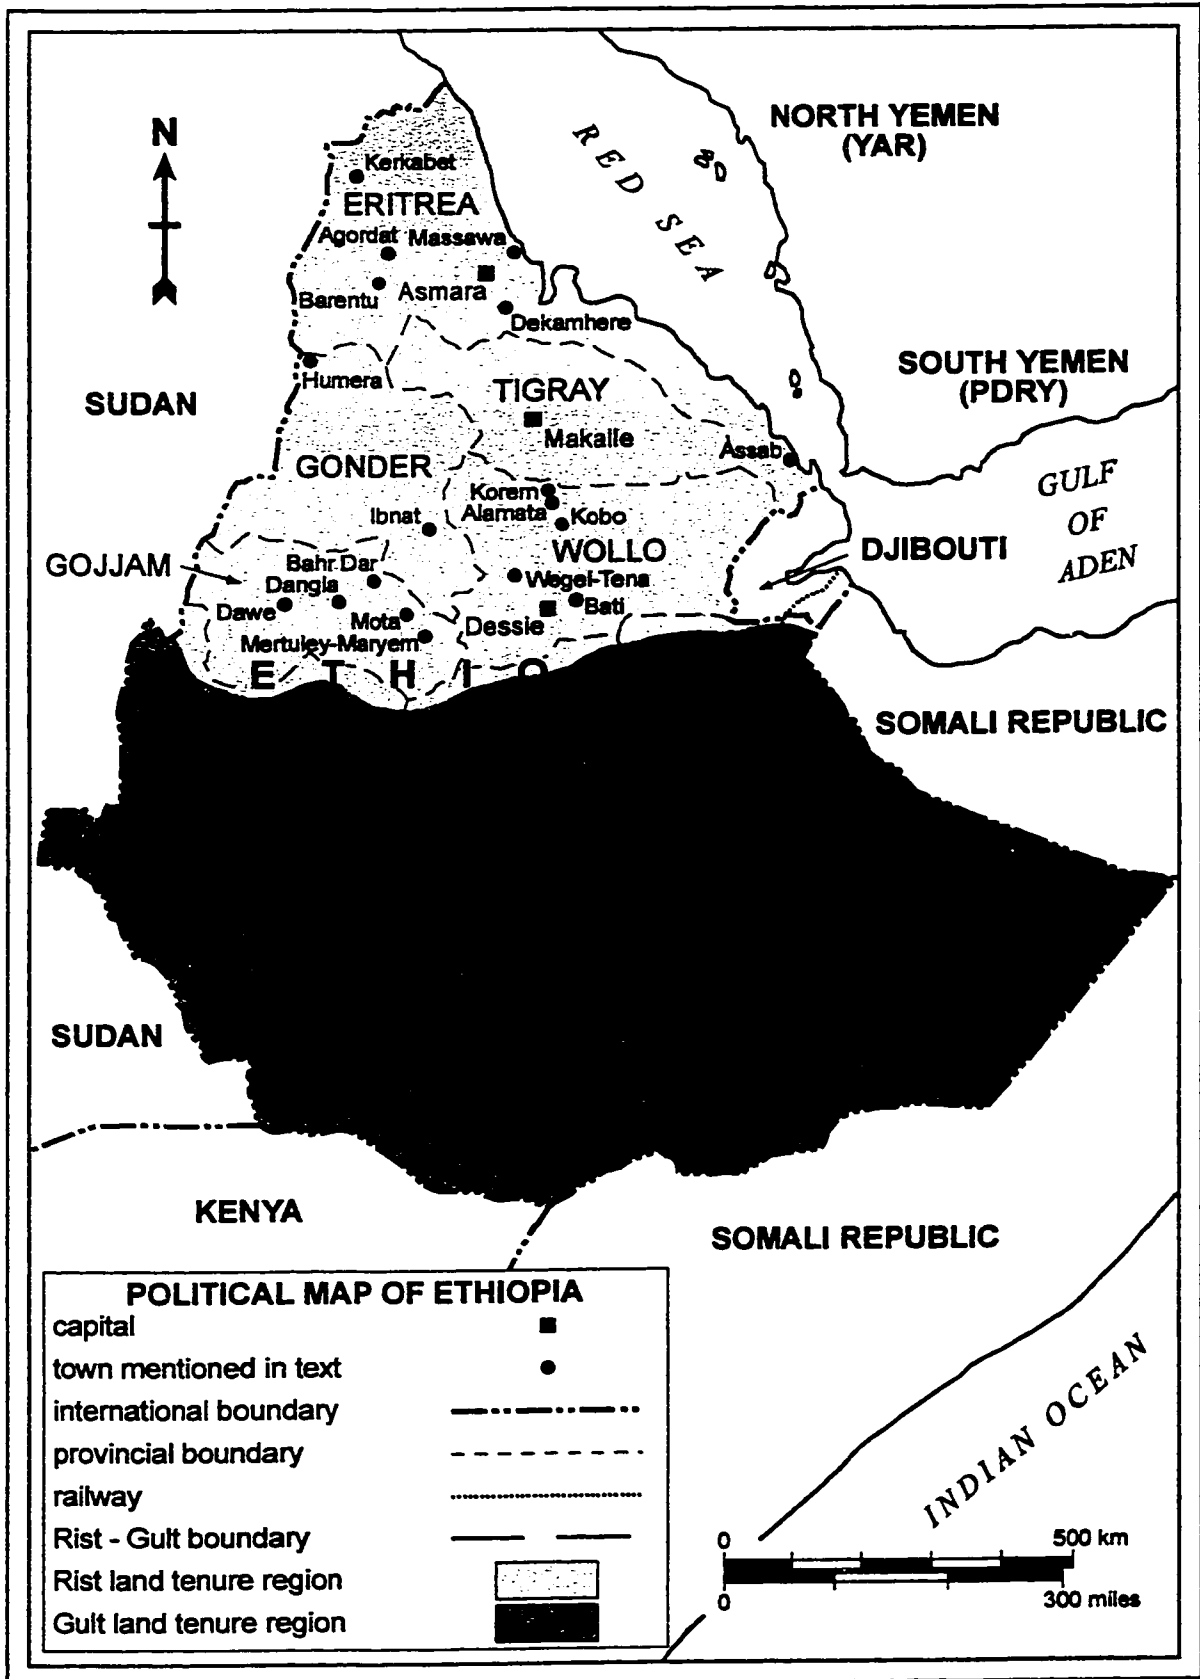 N
NORTH YEMEN
(YAR)
RED SEA
Kerkabet
ERITREA
Agordat
Massawa
Barentu
Asmara
Dekamhere
SOUTH YEMEN
(PDRY)
Humera
SUDAN
TIGRAY
Makalle
Assab
GONDER
GULF
OF
ADEN
Korem
Alamata
Kobo
Ibnat
WOLLO
DJIBOUTI
GOJJAM
Bahr Dar
Dangla
Wegel-Tena
Dawe
Bati
Mota
Dessie
Mertuley-Maryem
E T H I O
SOMALI REPUBLIC
SUDAN
KENYA
SOMALI REPUBLIC
INDIAN OCEAN
POLITICAL MAP OF ETHIOPIA
capital
town mentioned in text
international boundary
provincial boundary
railway
Rist - Gult boundary
Rist land tenure region
Gult land tenure region
0 500 km
0 300 miles